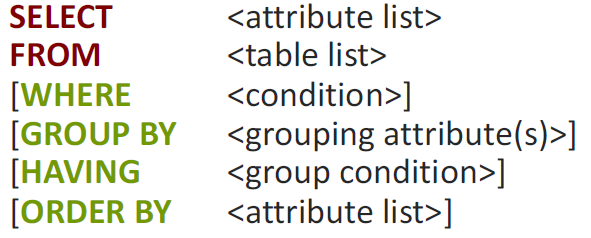 SELECT <attribute list>
FROM <table list>
[WHERE <condition>]
[GROUP BY <grouping attribute(s)>]
[HAVING <group condition>]
[ORDER BY <attribute list>]